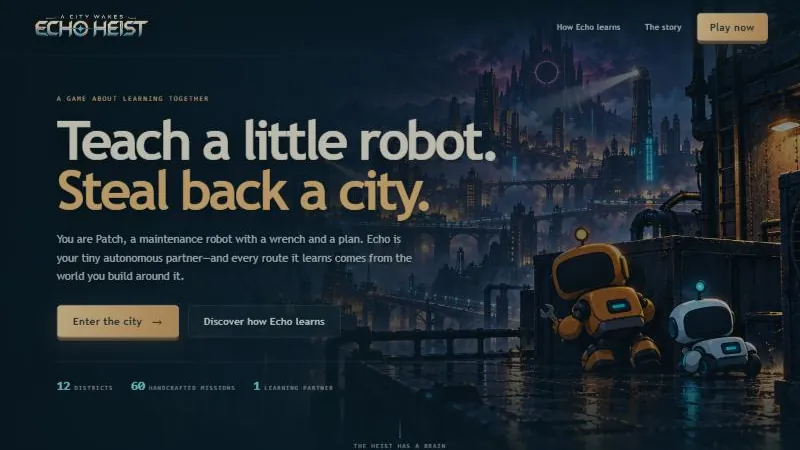 A CITY WAKES
ECHO HEIST
How Echo learns
The story
Play now
A GAME ABOUT LEARNING TOGETHER
Teach a little robot.
Steal back a city.
You are Patch, a maintenance robot with a wrench and a plan. Echo is
your tiny autonomous partner—and every route it learns comes from the
world you build around it.
Enter the city →
Discover how Echo learns
12 DISTRICTS
60 HANDCRAFTED MISSIONS
1 LEARNING PARTNER
THE HEIST HAS A BRAIN